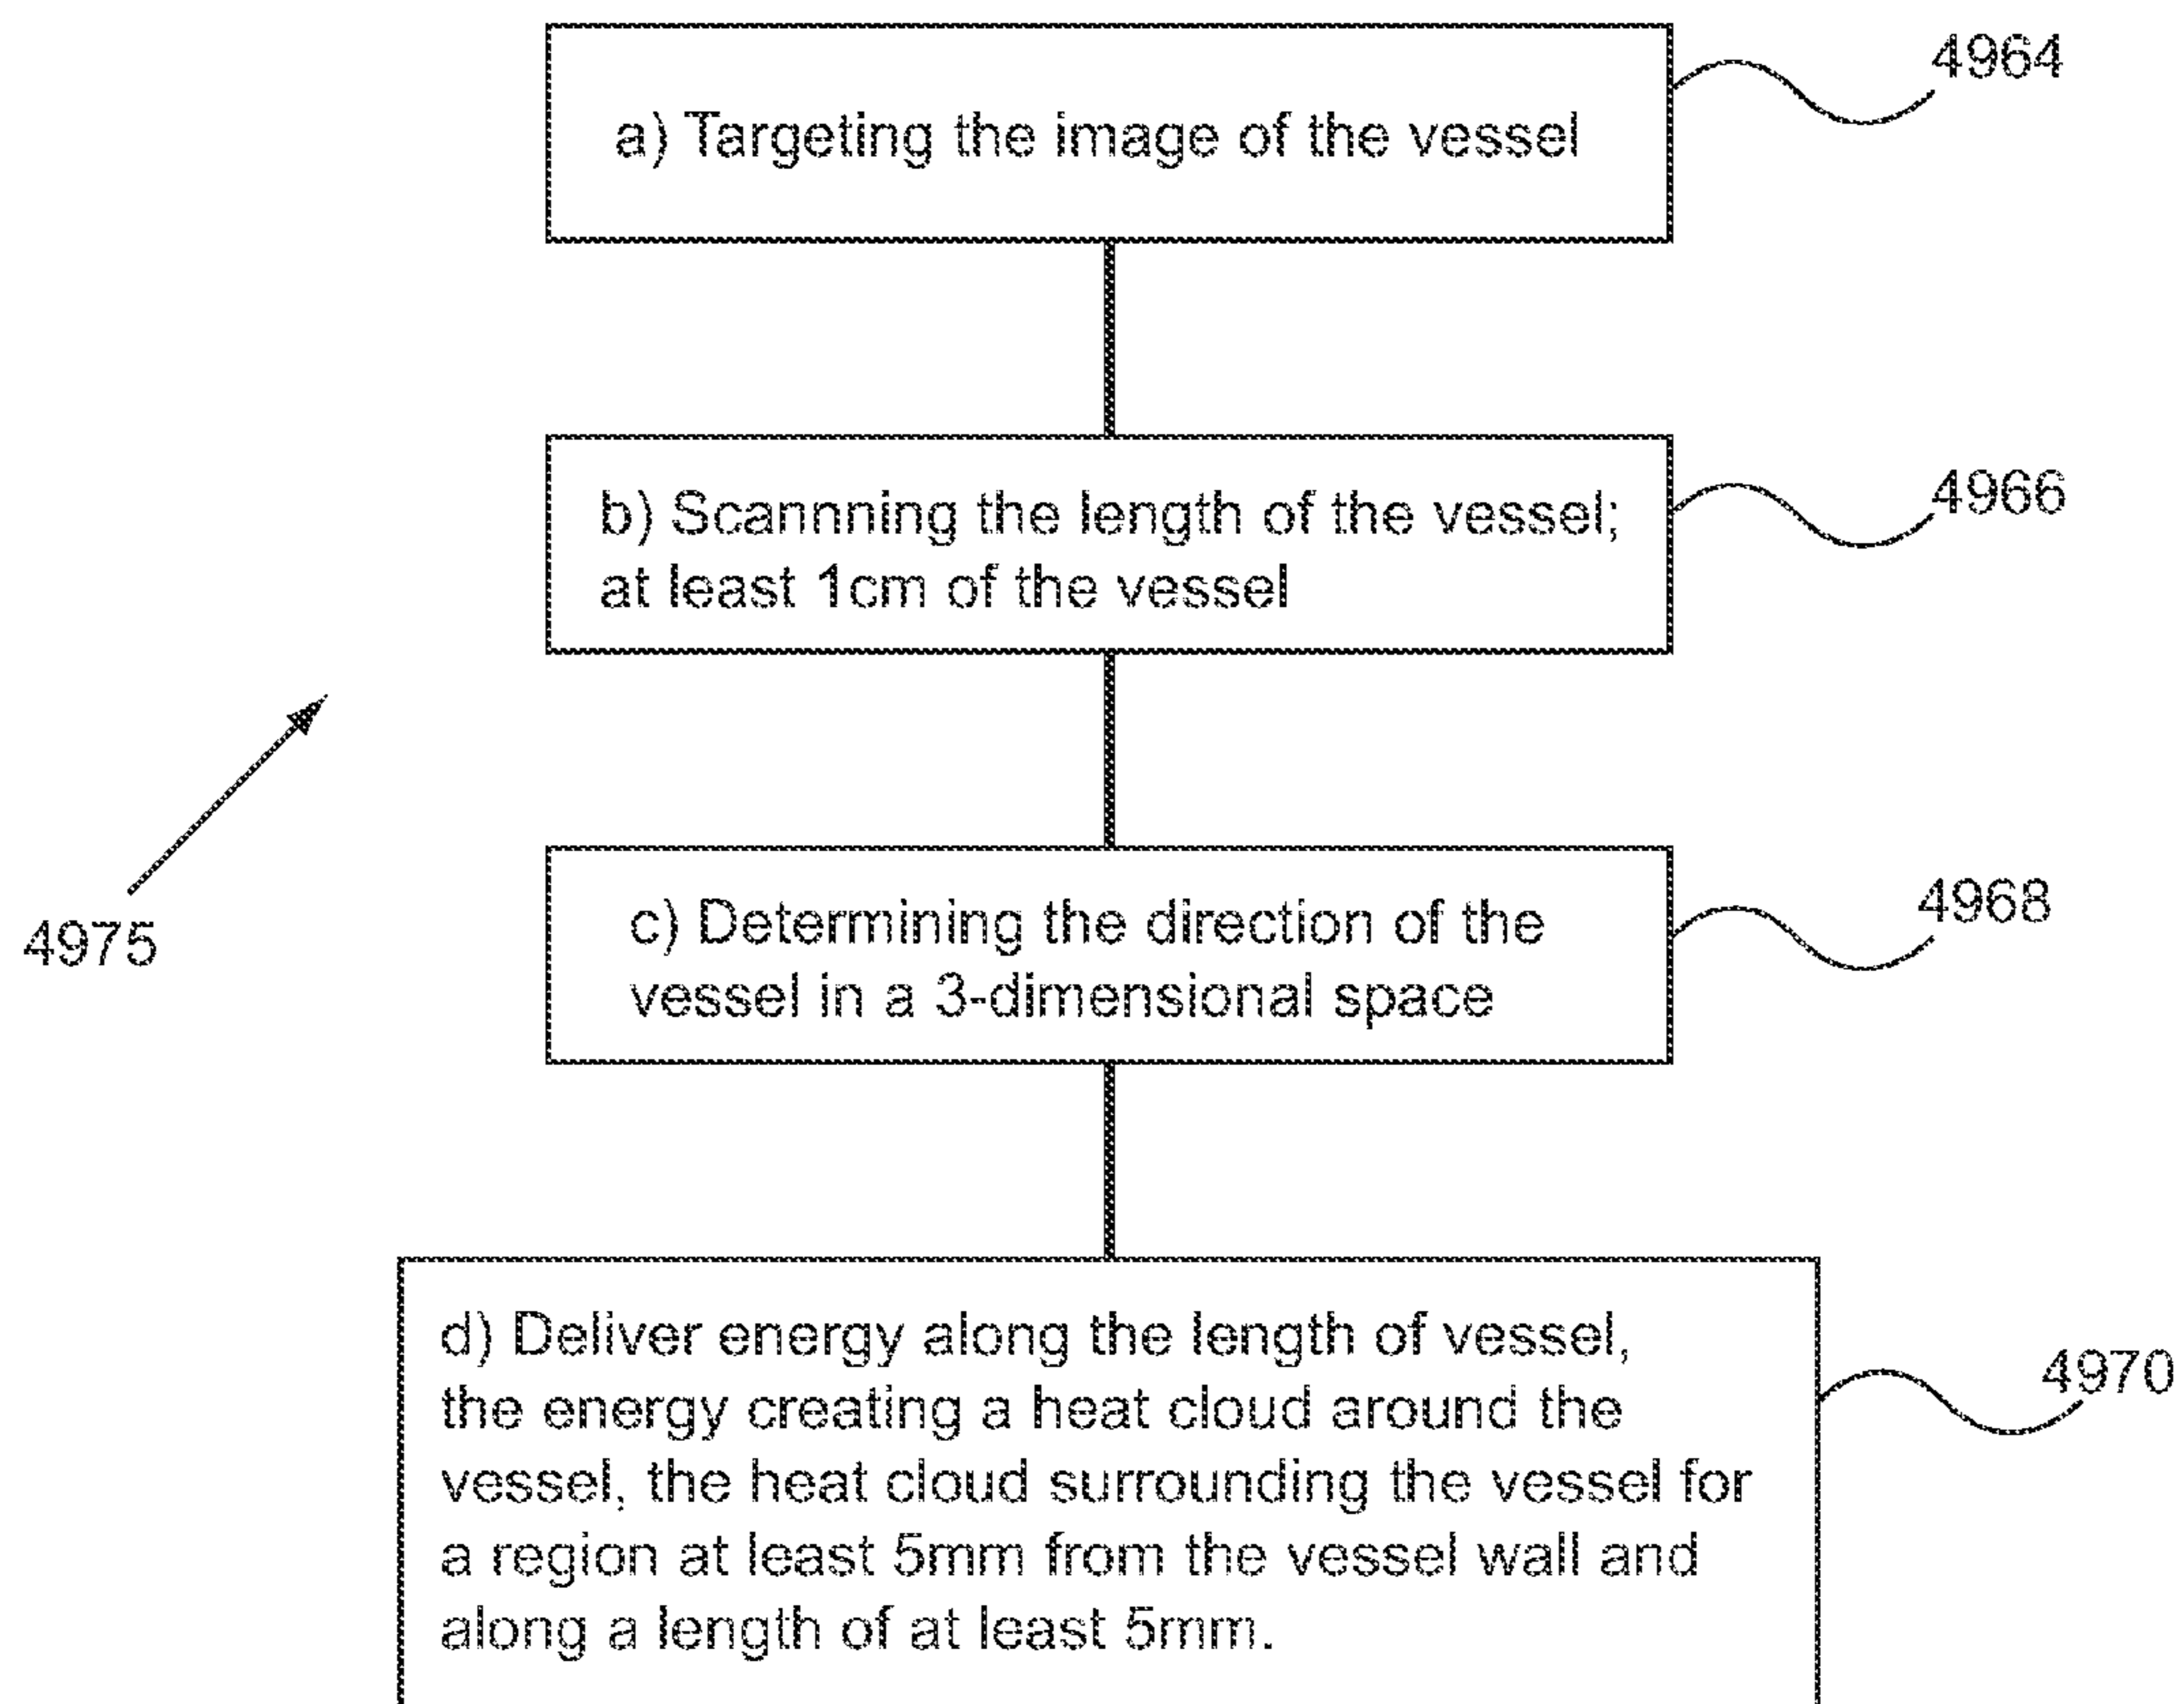 a) Targeting the image of the vessel
4964
b) Scannning the length of the vessel;
at least 1cm of the vessel
4966
c) Determining the direction of the
vessel in a 3-dimensional space
4968
4975
d) Deliver energy along the length of vessel,
the energy creating a heat cloud around the
vessel, the heat cloud surrounding the vessel for
a region at least 5mm from the vessel wall and
along a length of at least 5mm.
4970